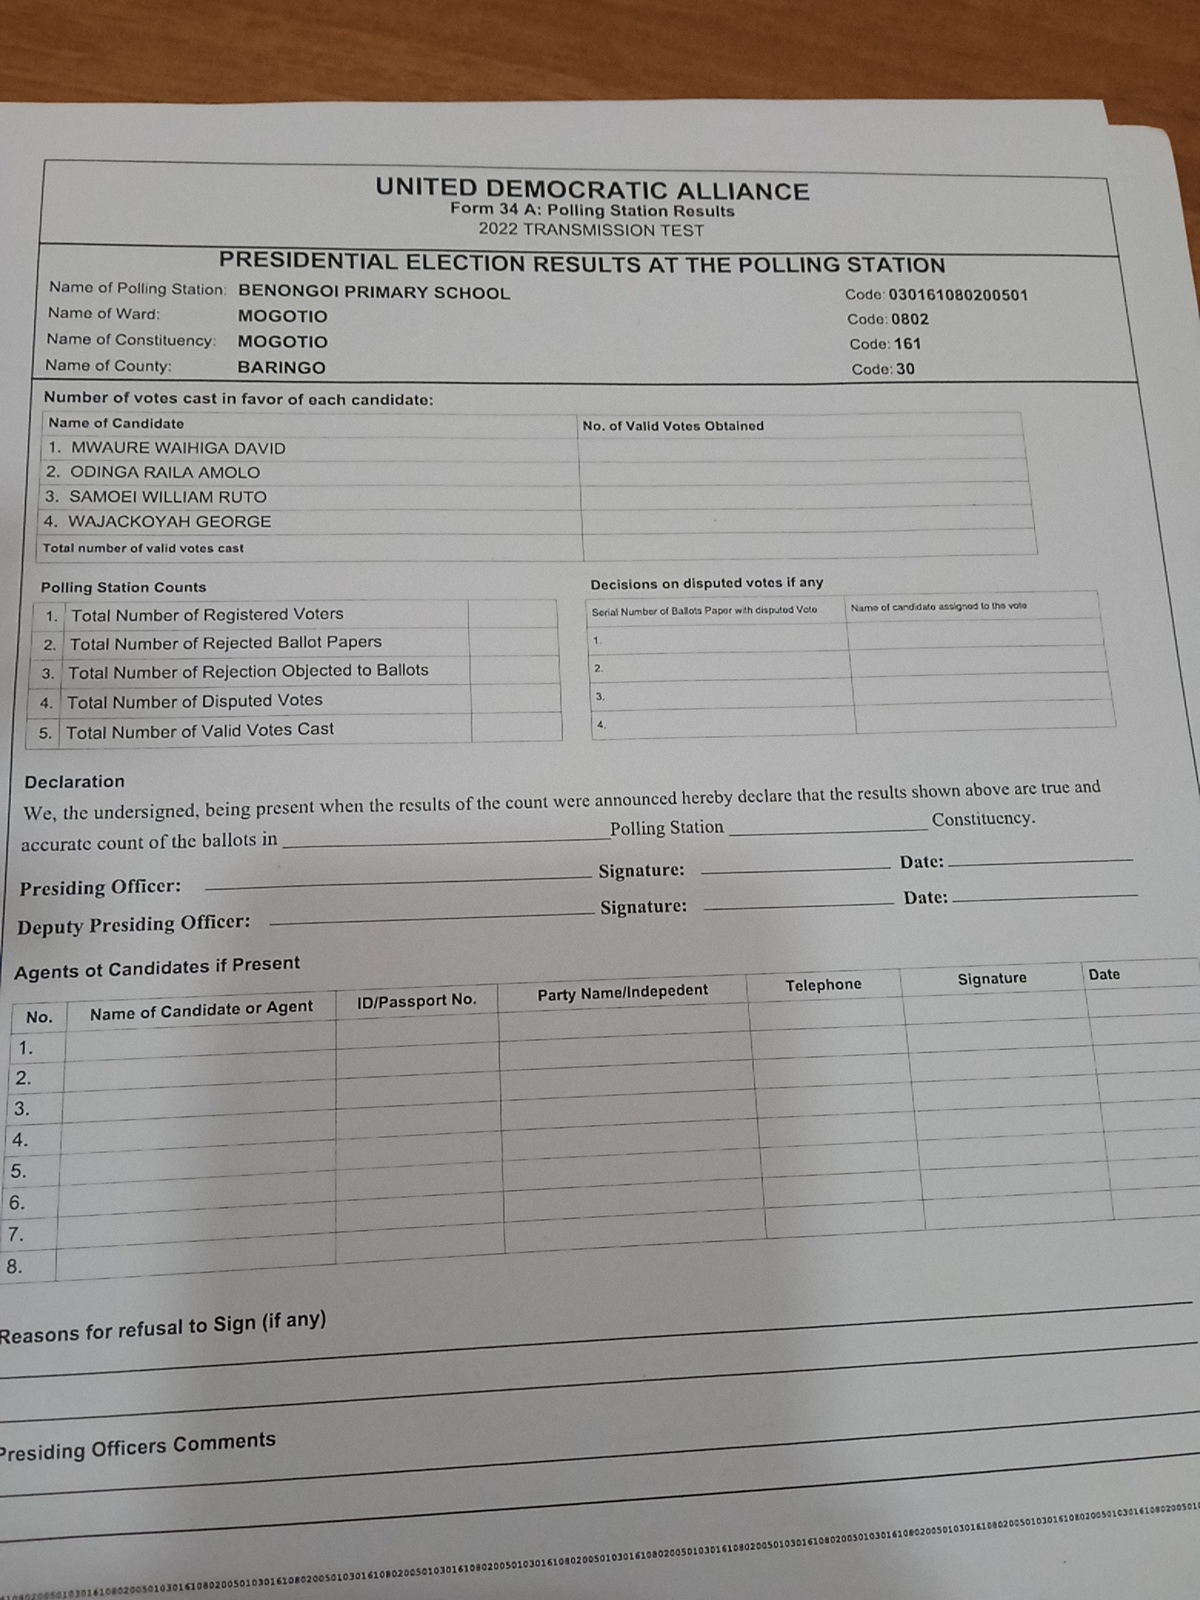 UNITED DEMOCRATIC ALLIANCE
Form 34 A: Polling Station Results
2022 TRANSMISSION TEST
PRESIDENTIAL ELECTION RESULTS AT THE POLLING STATION
Name of Polling Station: BENONGOI PRIMARY SCHOOL Code: 030161080200501
Name of Ward: MOGOTIO Code: 0802
Name of Constituency: MOGOTIO Code: 161
Name of County: BARINGO Code: 30
Number of votes cast in favor of each candidate:
Name of Candidate No. of Valid Votes Obtained
1. MWAURE WAIHIGA DAVID
2. ODINGA RAILA AMOLO
3. SAMOEI WILLIAM RUTO
4. WAJACKOYAH GEORGE
Total number of valid votes cast
Polling Station Counts
1. Total Number of Registered Voters
2. Total Number of Rejected Ballot Papers
3. Total Number of Rejection Objected to Ballots
4. Total Number of Disputed Votes
5. Total Number of Valid Votes Cast
Decisions on disputed votes if any
Serial Number of Ballots Paper with disputed Vote Name of candidate assigned to the vote
1.
2.
3.
4.
Declaration
We, the undersigned, being present when the results of the count were announced hereby declare that the results shown above are true and
accurate count of the ballots in Polling Station Constituency.
Presiding Officer: Signature: Date:
Deputy Presiding Officer: Signature: Date:
Agents ot Candidates if Present
No. Name of Candidate or Agent ID/Passport No. Party Name/Indepedent Telephone Signature Date
1.
2.
3.
4.
5.
6.
7.
8.
Reasons for refusal to Sign (if any)
Presiding Officers Comments